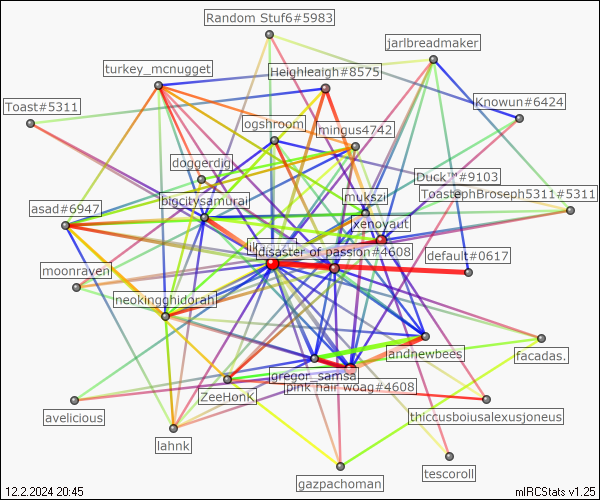 Random Stuf6#5983
jarlbreadmaker
turkey_mcnugget
Heighleaigh#8575
Toast#5311
Knowun#6424
ogshroom
mingus4742
doggerdig
Duck™#9103
bigcitysamurai
mukszi
ToastephBroseph5311#5311
asad#6947
xenoyaut
disaster of passion#4608
default#0617
moonraven
neokingghidorah
andnewbees
facadas.
gregor_samsa
pink hair woag#4608
ZeeHonK
avelicious
thiccusboiusalexusjoneus
lahnk
tescoroll
gazpachoman
12.2.2024 20:45
mIRCStats v1.25